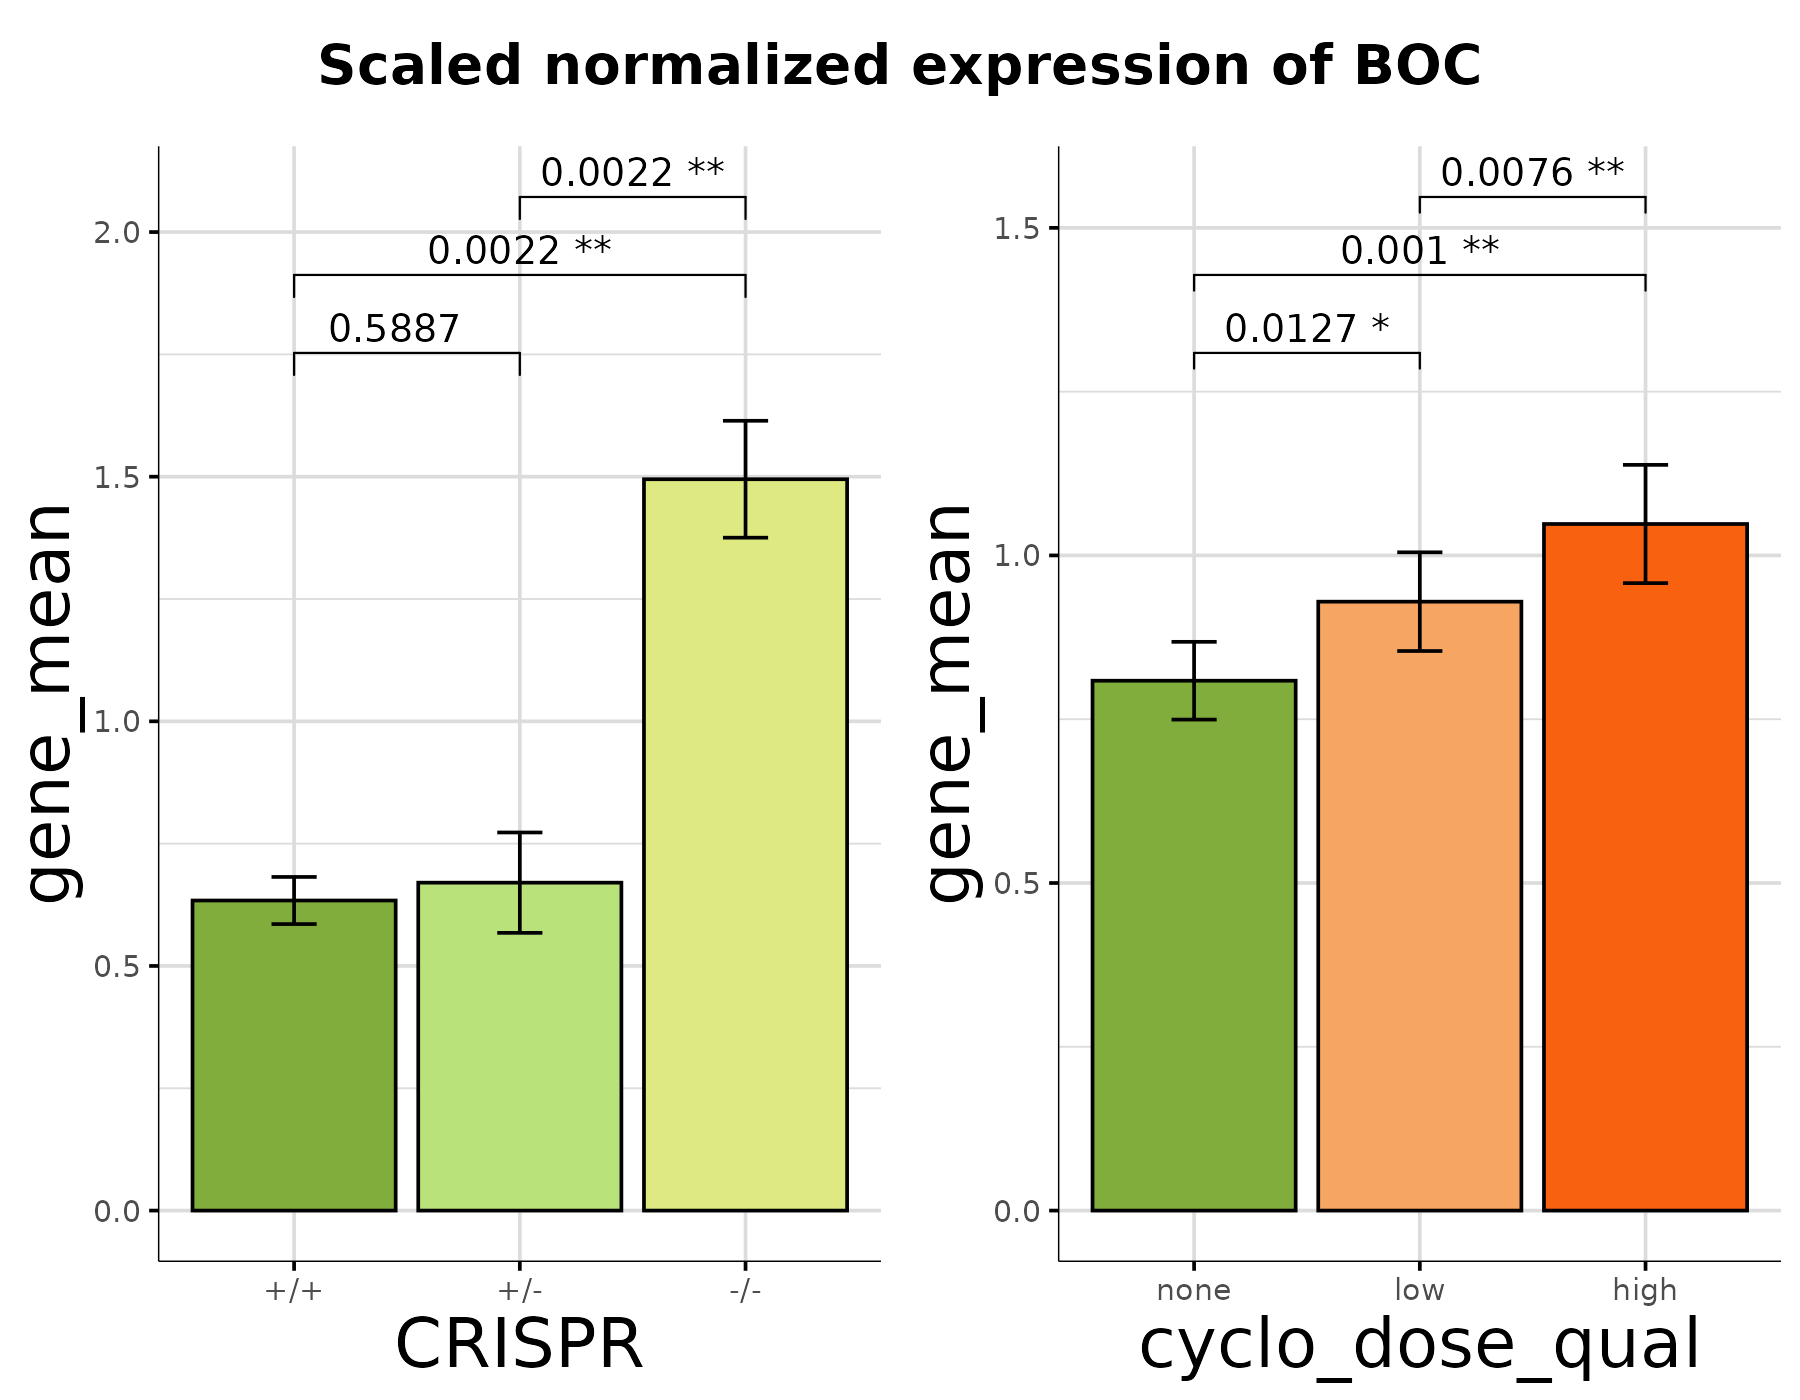 Scaled normalized expression of BOC
0.0022 **
0.0022 **
0.5887
2.0
1.5
1.0
0.5
0.0
gene_mean
+/+ +/- -/-
CRISPR
0.0076 **
0.001 **
0.0127 *
1.5
1.0
0.5
0.0
gene_mean
none low high
cyclo_dose_qual